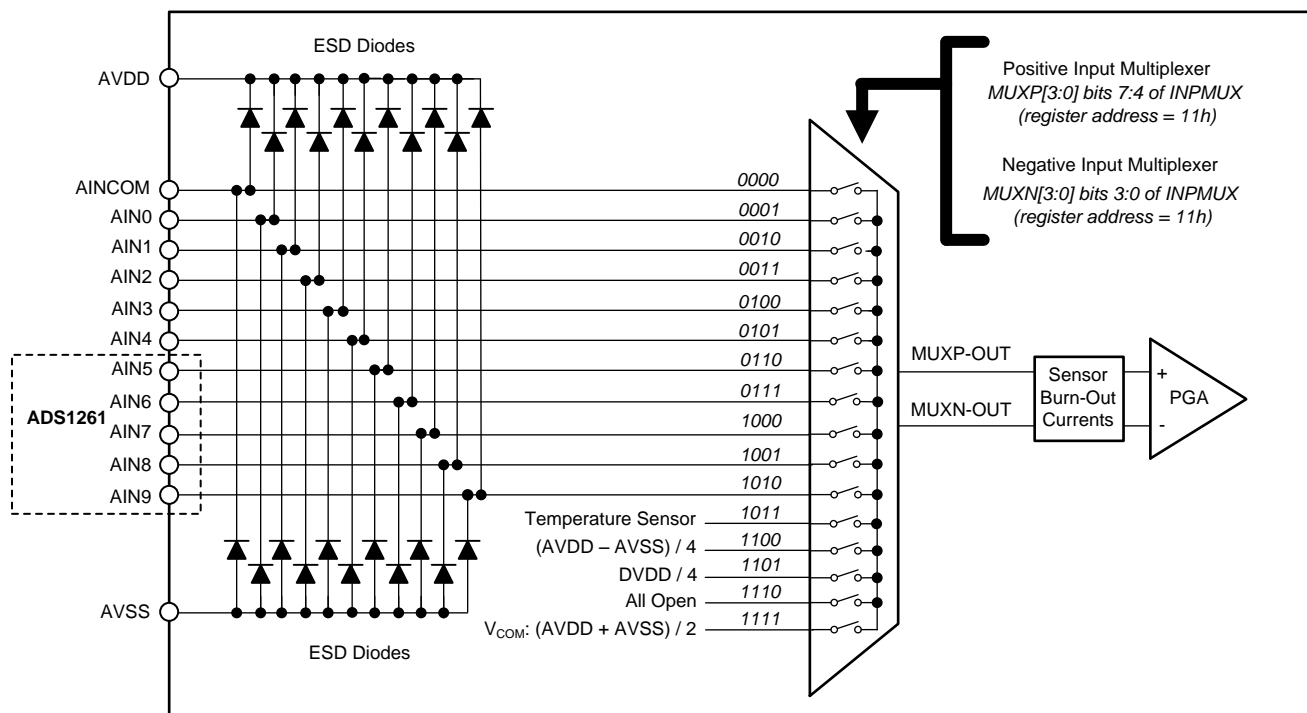 ESD Diodes
AVDD
Positive Input Multiplexer
MUXP[3:0] bits 7:4 of INPMUX
(register address = 11h)
Negative Input Multiplexer
MUXN[3:0] bits 3:0 of INPMUX
(register address = 11h)
AINCOM
0000
AIN0
0001
AIN1
0010
AIN2
0011
AIN3
0100
AIN4
0101
AIN5
0110
AIN6
0111
AIN7
1000
AIN8
1001
AIN9
1010
ADS1261
Temperature Sensor
1011
(AVDD – AVSS) / 4
1100
DVDD / 4
1101
All Open
1110
VCOM: (AVDD + AVSS) / 2
1111
MUXP-OUT
MUXN-OUT
Sensor
Burn-Out
Currents
+
PGA
-
AVSS
ESD Diodes